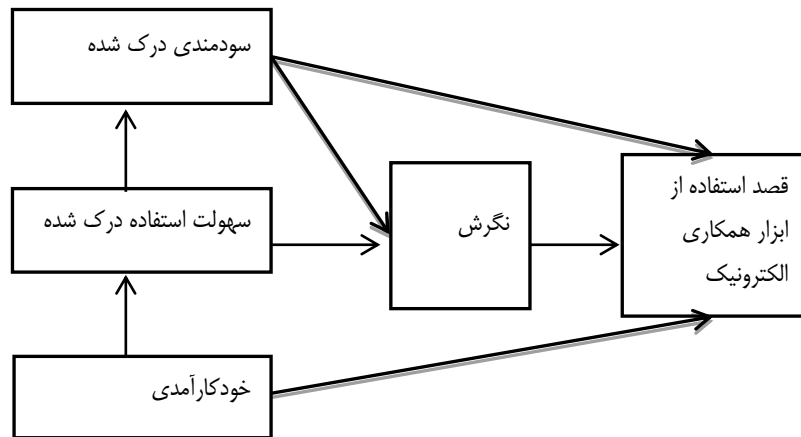 سودمندی درک شده
سهولت استفاده درک شده
خودکارآمدی
نگرش
قصد استفاده از
ابزار همکاری
الکترونیک